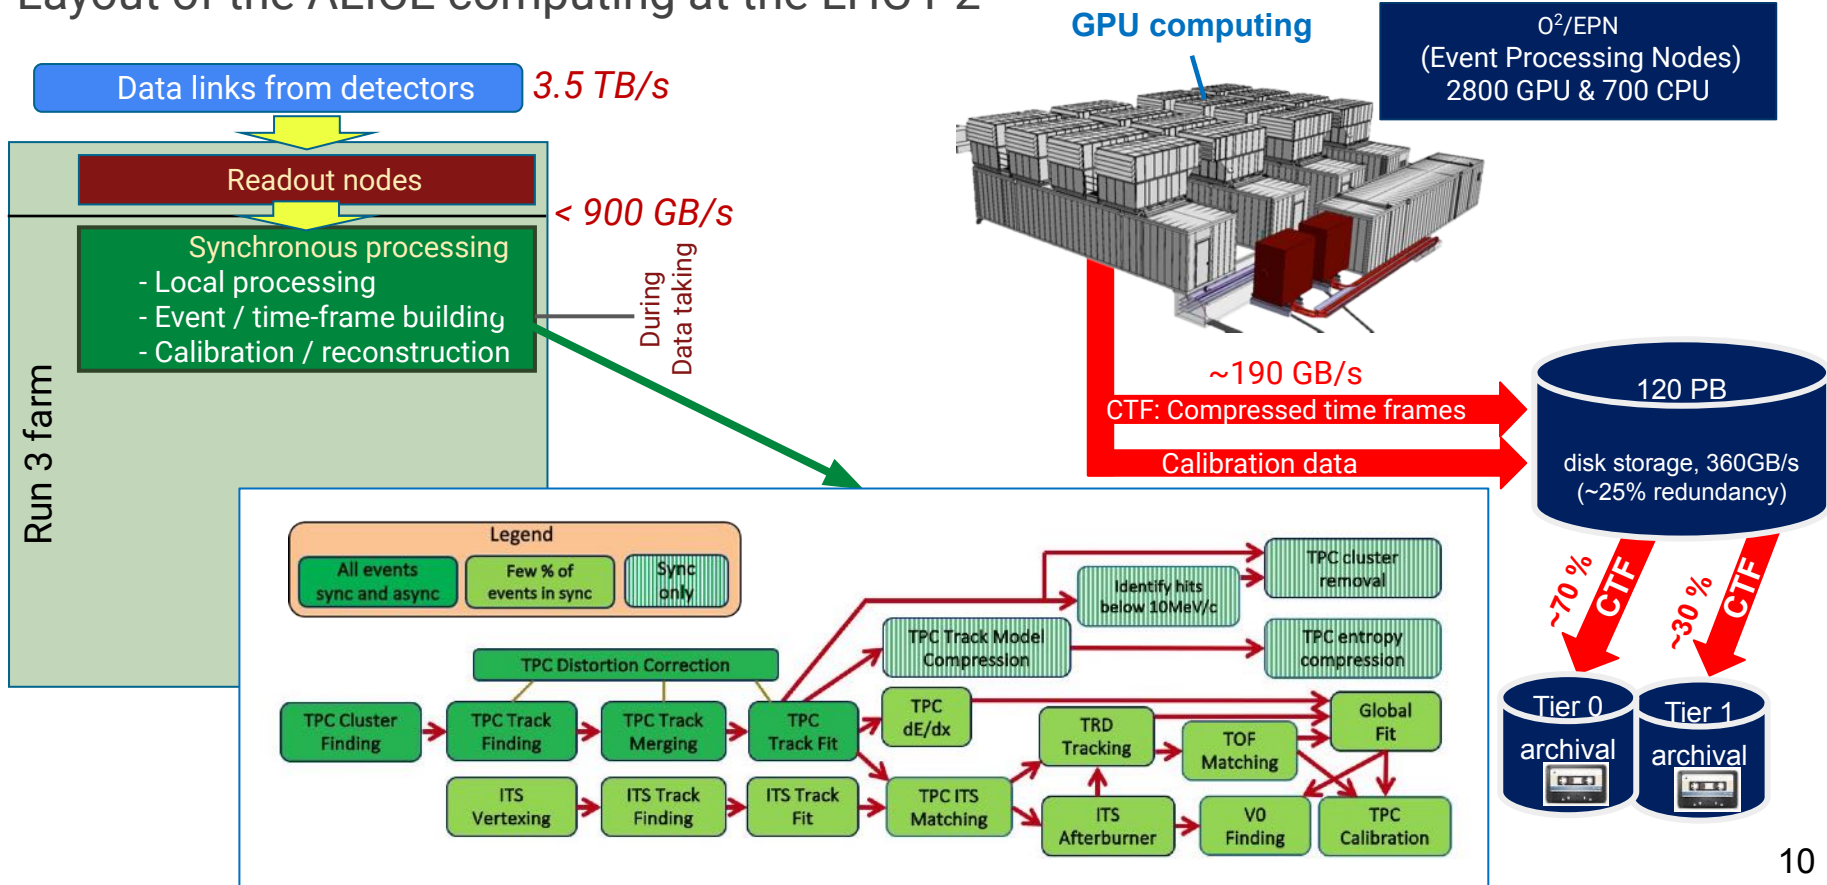 Layout of the ALICE computing at the LHC P2
GPU computing
O²/EPN
(Event Processing Nodes)
2800 GPU & 700 CPU
Data links from detectors
3.5 TB/s
Readout nodes
< 900 GB/s
Synchronous processing
- Local processing
- Event / time-frame building
- Calibration / reconstruction
During
Data taking
Run 3 farm
~190 GB/s
CTF: Compressed time frames
Calibration data
120 PB
disk storage, 360GB/s
(~25% redundancy)
~70 %
CTF
~30 %
CTF
Tier 0
archival
Tier 1
archival
Legend
All events
sync and async
Few % of
events in sync
Sync
only
TPC cluster
removal
Identify hits
below 10MeV/c
TPC Track Model
Compression
TPC entropy
compression
TPC Distortion Correction
TPC Cluster
Finding
TPC Track
Finding
TPC Track
Merging
TPC
Track Fit
TPC
dE/dx
TRD
Tracking
TOF
Matching
Global
Fit
ITS
Vertexing
ITS Track
Finding
ITS Track
Fit
TPC ITS
Matching
ITS
Afterburner
V0
Finding
TPC
Calibration
10